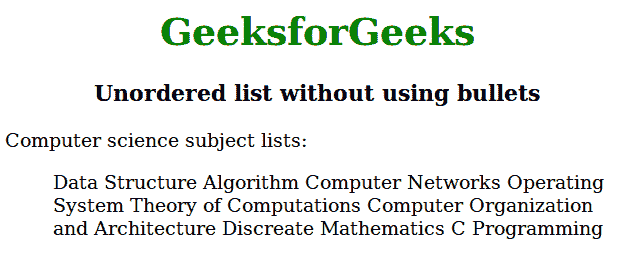 GeeksforGeeks
Unordered list without using bullets
Computer science subject lists:
Data Structure Algorithm Computer Networks Operating
System Theory of Computations Computer Organization
and Architecture Discreate Mathematics C Programming